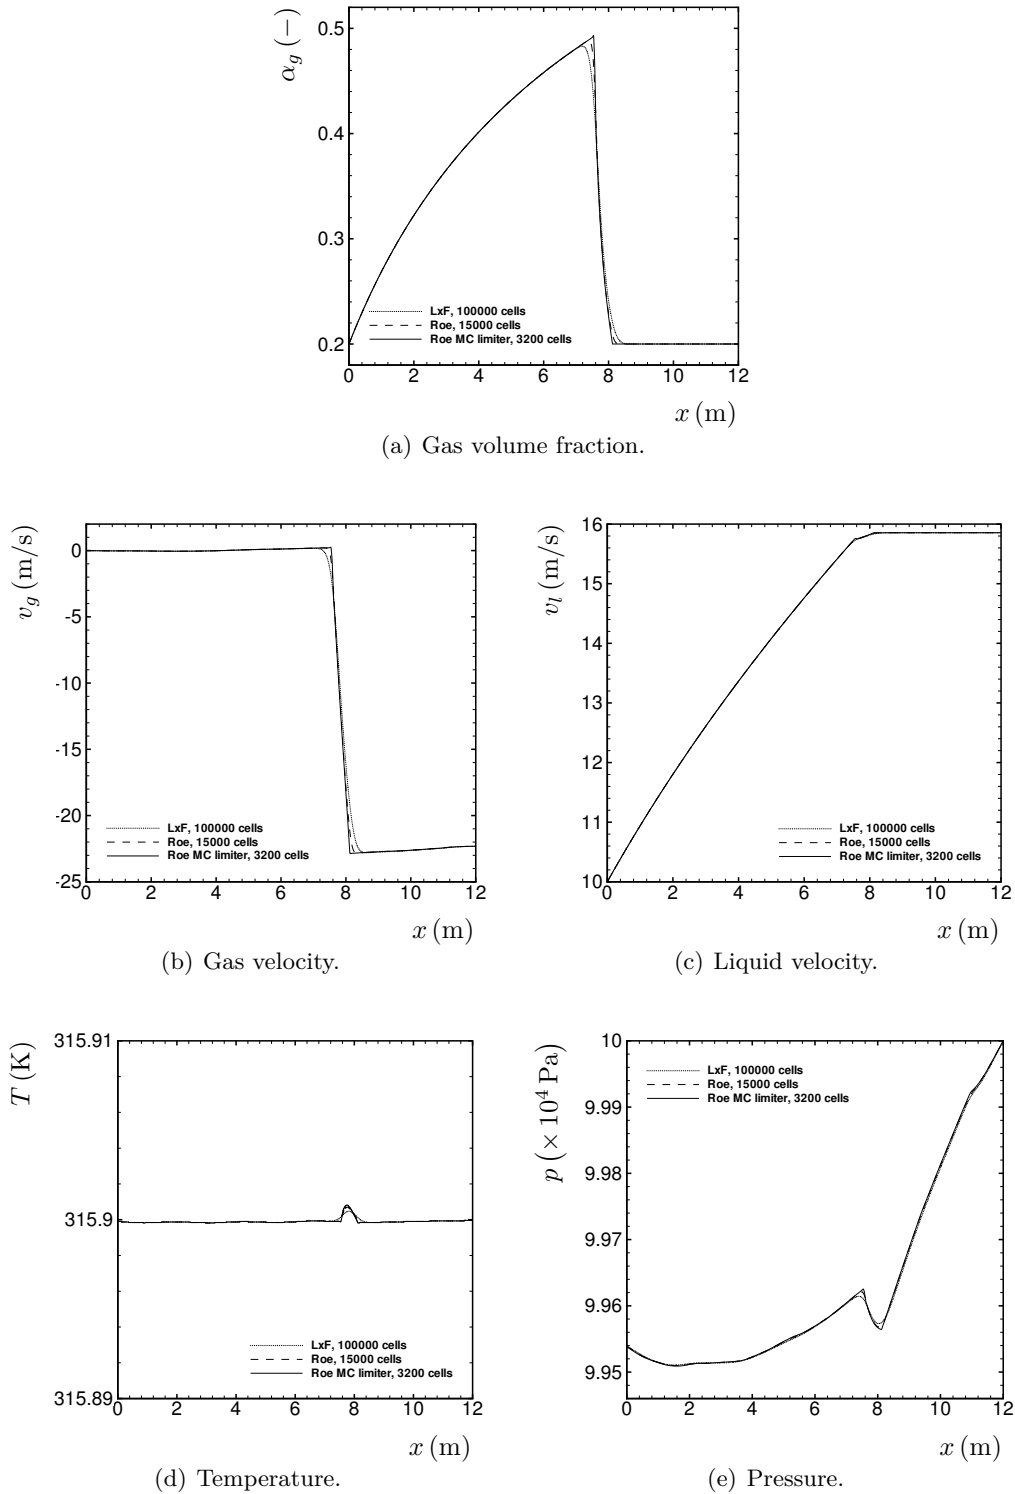 α_g (−)
0.5
0.4
0.3
0.2
LxF, 100000 cells
Roe, 15000 cells
Roe MC limiter, 3200 cells
0 2 4 6 8 10 12
x (m)
(a) Gas volume fraction.
v_g (m/s)
0
-5
-10
-15
-20
-25
LxF, 100000 cells
Roe, 15000 cells
Roe MC limiter, 3200 cells
0 2 4 6 8 10 12
x (m)
(b) Gas velocity.
v_l (m/s)
16
15
14
13
12
11
10
LxF, 100000 cells
Roe, 15000 cells
Roe MC limiter, 3200 cells
0 2 4 6 8 10 12
x (m)
(c) Liquid velocity.
T (K)
315.91
315.9
315.89
LxF, 100000 cells
Roe, 15000 cells
Roe MC limiter, 3200 cells
0 2 4 6 8 10 12
x (m)
(d) Temperature.
p (× 10⁴ Pa)
10
9.99
9.98
9.97
9.96
9.95
LxF, 100000 cells
Roe, 15000 cells
Roe MC limiter, 3200 cells
0 2 4 6 8 10 12
x (m)
(e) Pressure.